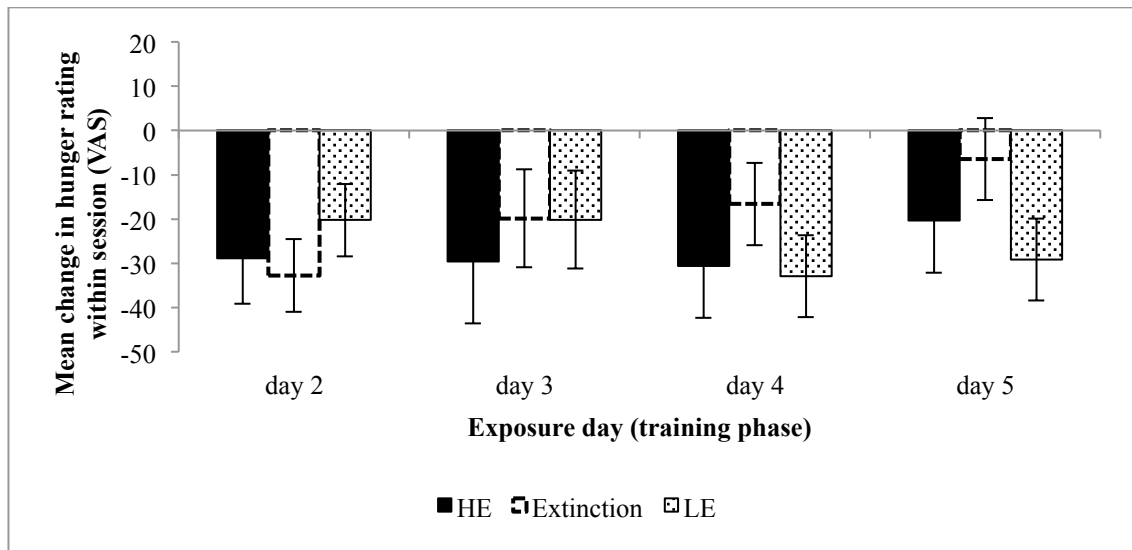 Mean change in hunger rating
within session (VAS)
20
10
0
-10
-20
-30
-40
-50
day 2 day 3 day 4 day 5
Exposure day (training phase)
HE Extinction LE